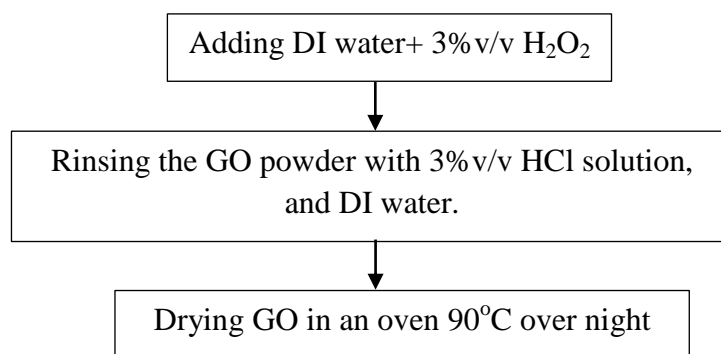 Adding DI water+ 3%v/v H₂O₂
Rinsing the GO powder with 3%v/v HCl solution,
and DI water.
Drying GO in an oven 90°C over night